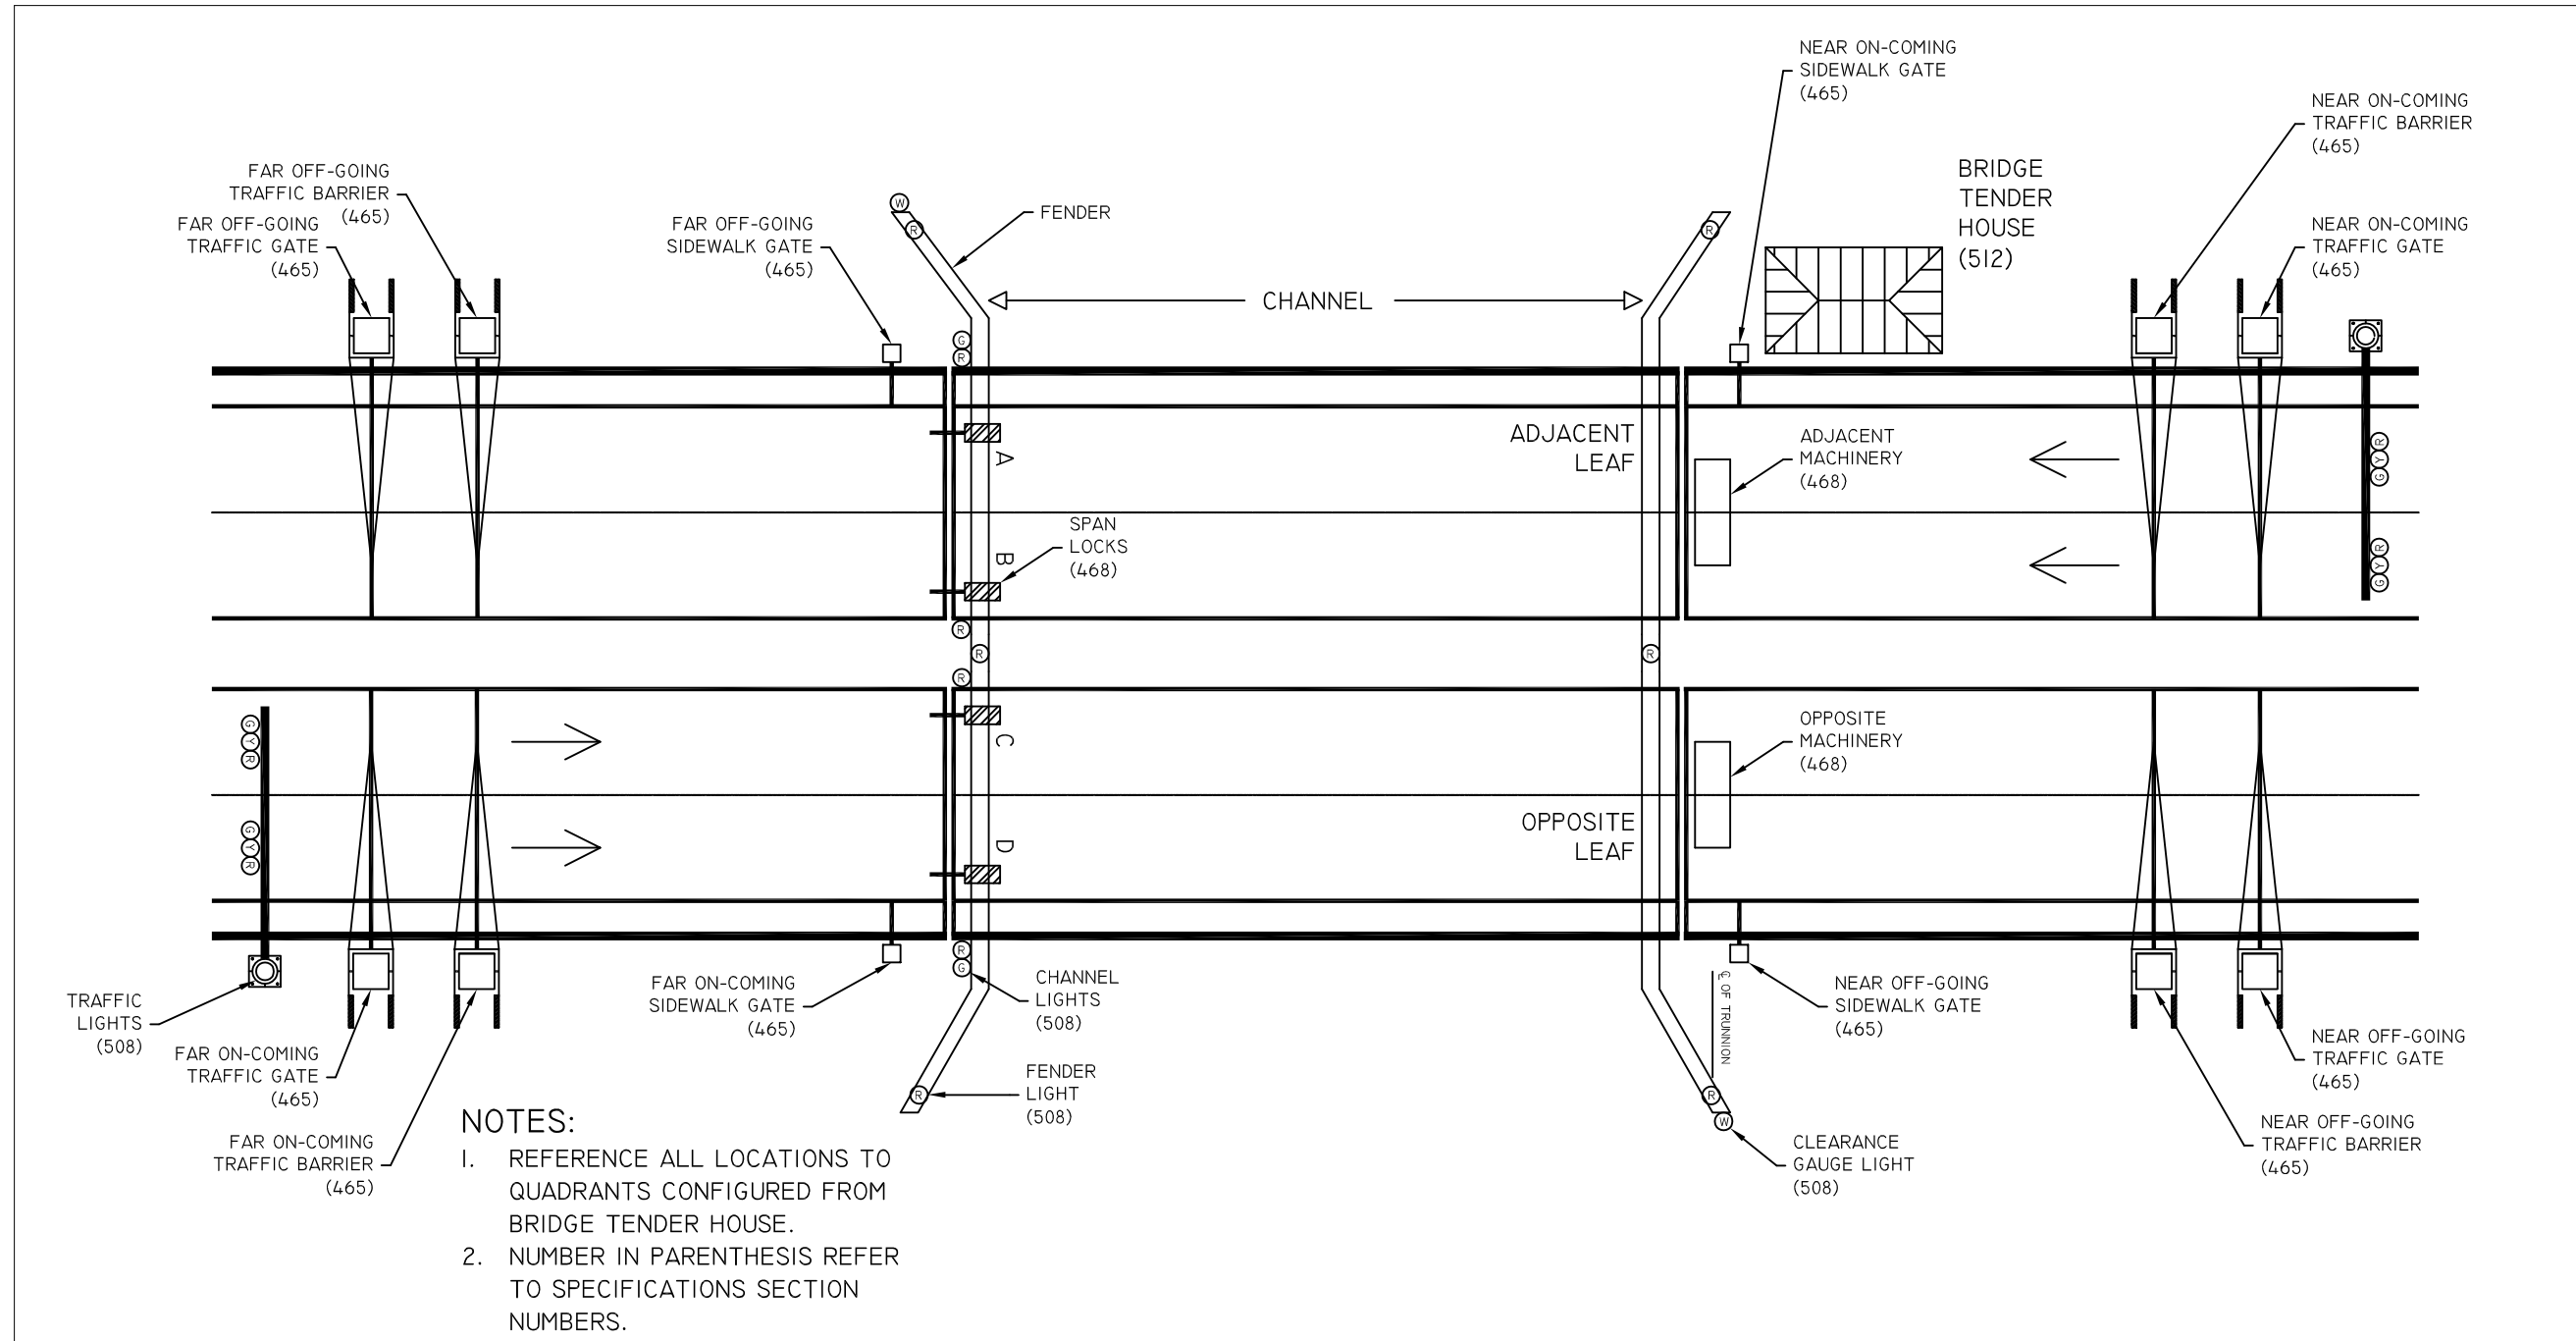 NEAR ON-COMING
SIDEWALK GATE
(465)
NEAR ON-COMING
TRAFFIC BARRIER
(465)
FAR OFF-GOING
TRAFFIC BARRIER
(465)
FAR OFF-GOING
TRAFFIC GATE
(465)
FAR OFF-GOING
SIDEWALK GATE
(465)
W
R
FENDER
CHANNEL
R
BRIDGE
TENDER
HOUSE
(512)
NEAR ON-COMING
TRAFFIC GATE
(465)
G
R
A
B
SPAN
LOCKS
(468)
ADJACENT
LEAF
ADJACENT
MACHINERY
(468)
R
Y
G
R
Y
G
R
R
R
R
G
Y
R
G
Y
R
C
D
OPPOSITE
LEAF
OPPOSITE
MACHINERY
(468)
R
G
TRAFFIC
LIGHTS
(508)
FAR ON-COMING
TRAFFIC GATE
(465)
FAR ON-COMING
TRAFFIC BARRIER
(465)
FAR ON-COMING
SIDEWALK GATE
(465)
CHANNEL
LIGHTS
(508)
R
FENDER
LIGHT
(508)
℄ OF TRUNNION
R
W
CLEARANCE
GAUGE LIGHT
(508)
NEAR OFF-GOING
SIDEWALK GATE
(465)
NEAR OFF-GOING
TRAFFIC GATE
(465)
NEAR OFF-GOING
TRAFFIC BARRIER
(465)
NOTES:
1. REFERENCE ALL LOCATIONS TO
QUADRANTS CONFIGURED FROM
BRIDGE TENDER HOUSE.
2. NUMBER IN PARENTHESIS REFER
TO SPECIFICATIONS SECTION
NUMBERS.